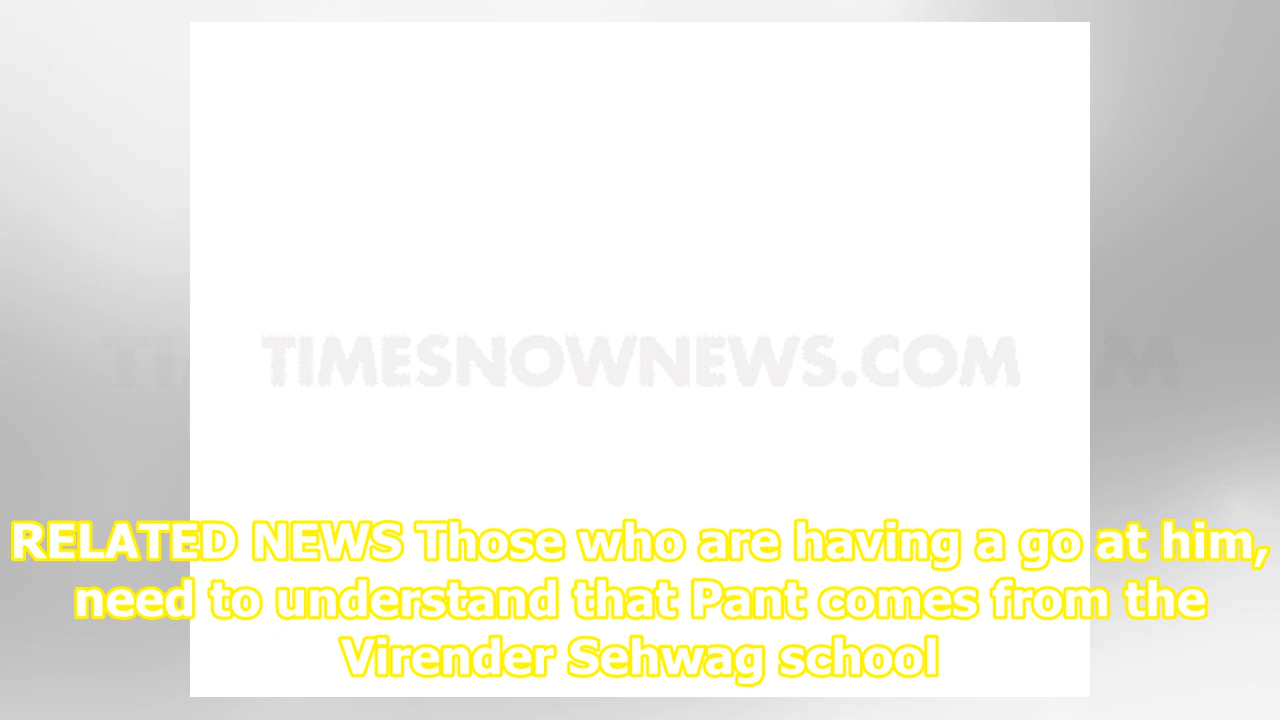 TIMESNOWNEWS.COM
RELATED NEWS Those who are having a go at him,
need to understand that Pant comes from the
Virender Sehwag school